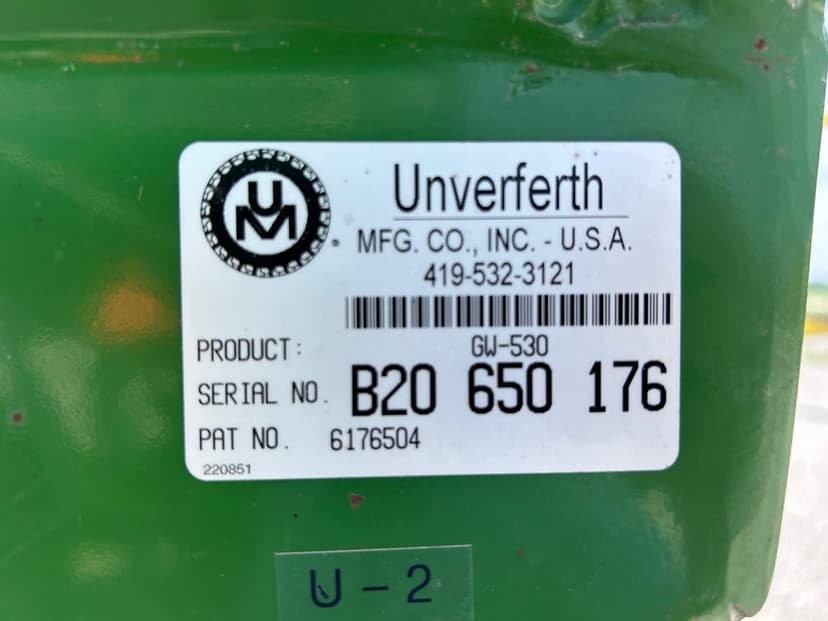 UM
Unverferth
MFG. CO., INC. - U.S.A.
419-532-3121
PRODUCT: GW-530
SERIAL NO. B20 650 176
PAT NO. 6176504
220851
U-2